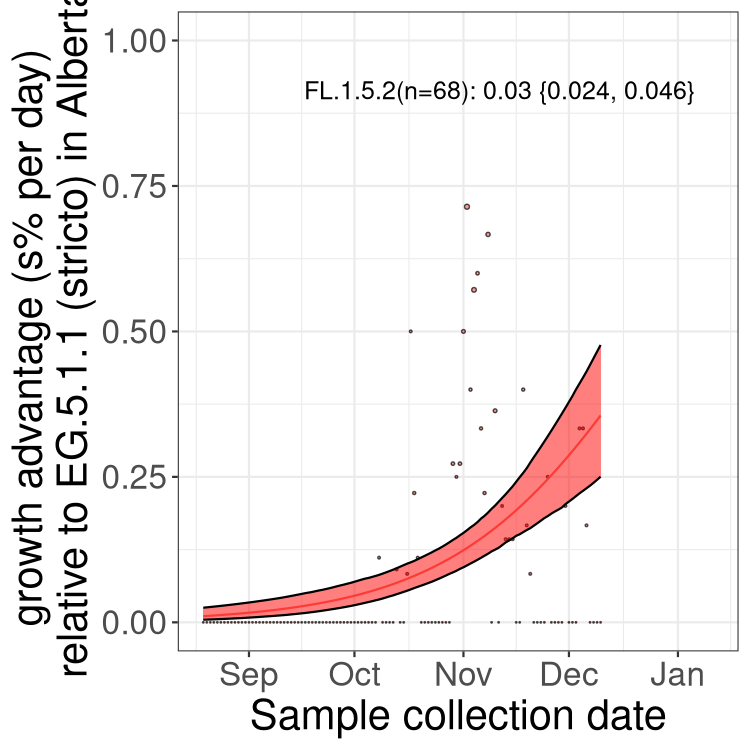 growth advantage (s% per day)
relative to EG.5.1.1 (stricto) in Alberta
1.00
0.75
0.50
0.25
0.00
FL.1.5.2(n=68): 0.03 {0.024, 0.046}
Sep Oct Nov Dec Jan
Sample collection date